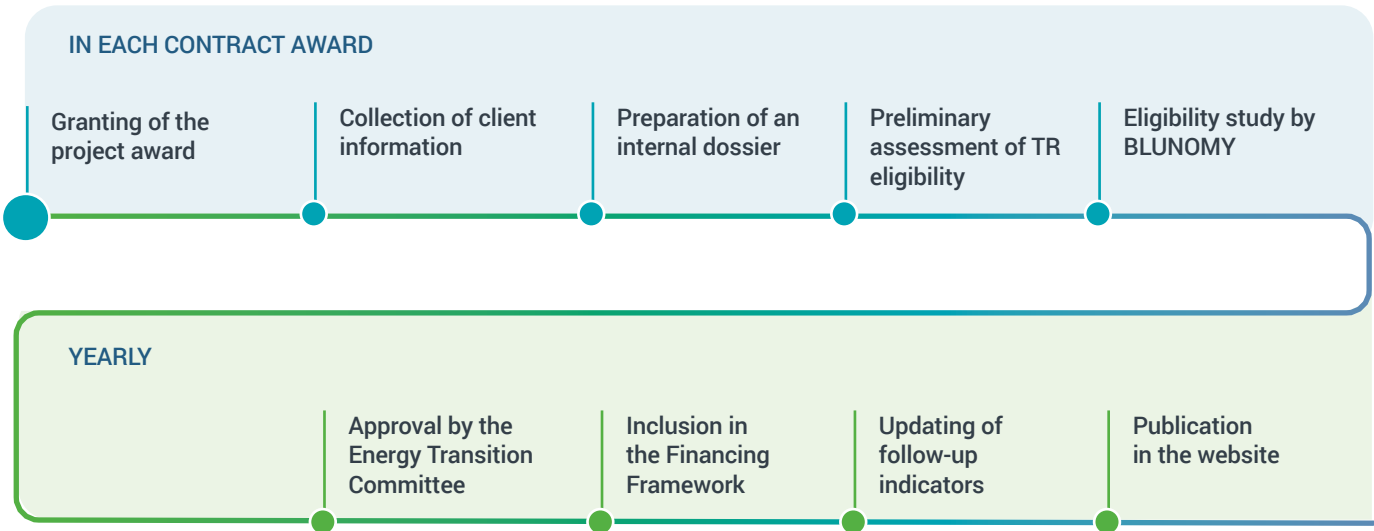 IN EACH CONTRACT AWARD
Granting of the
project award
Collection of client
information
Preparation of an
internal dossier
Preliminary
assessment of TR
eligibility
Eligibility study by
BLUNOMY
YEARLY
Approval by the
Energy Transition
Committee
Inclusion in
the Financing
Framework
Updating of
follow-up
indicators
Publication
in the website